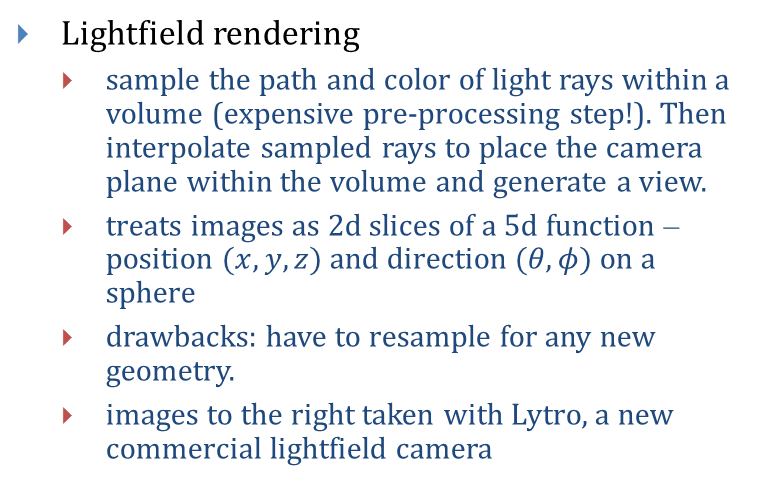 Lightfield rendering
sample the path and color of light rays within a
volume (expensive pre-processing step!). Then
interpolate sampled rays to place the camera
plane within the volume and generate a view.
treats images as 2d slices of a 5d function –
position (x, y, z) and direction (θ, ϕ) on a
sphere
drawbacks: have to resample for any new
geometry.
images to the right taken with Lytro, a new
commercial lightfield camera